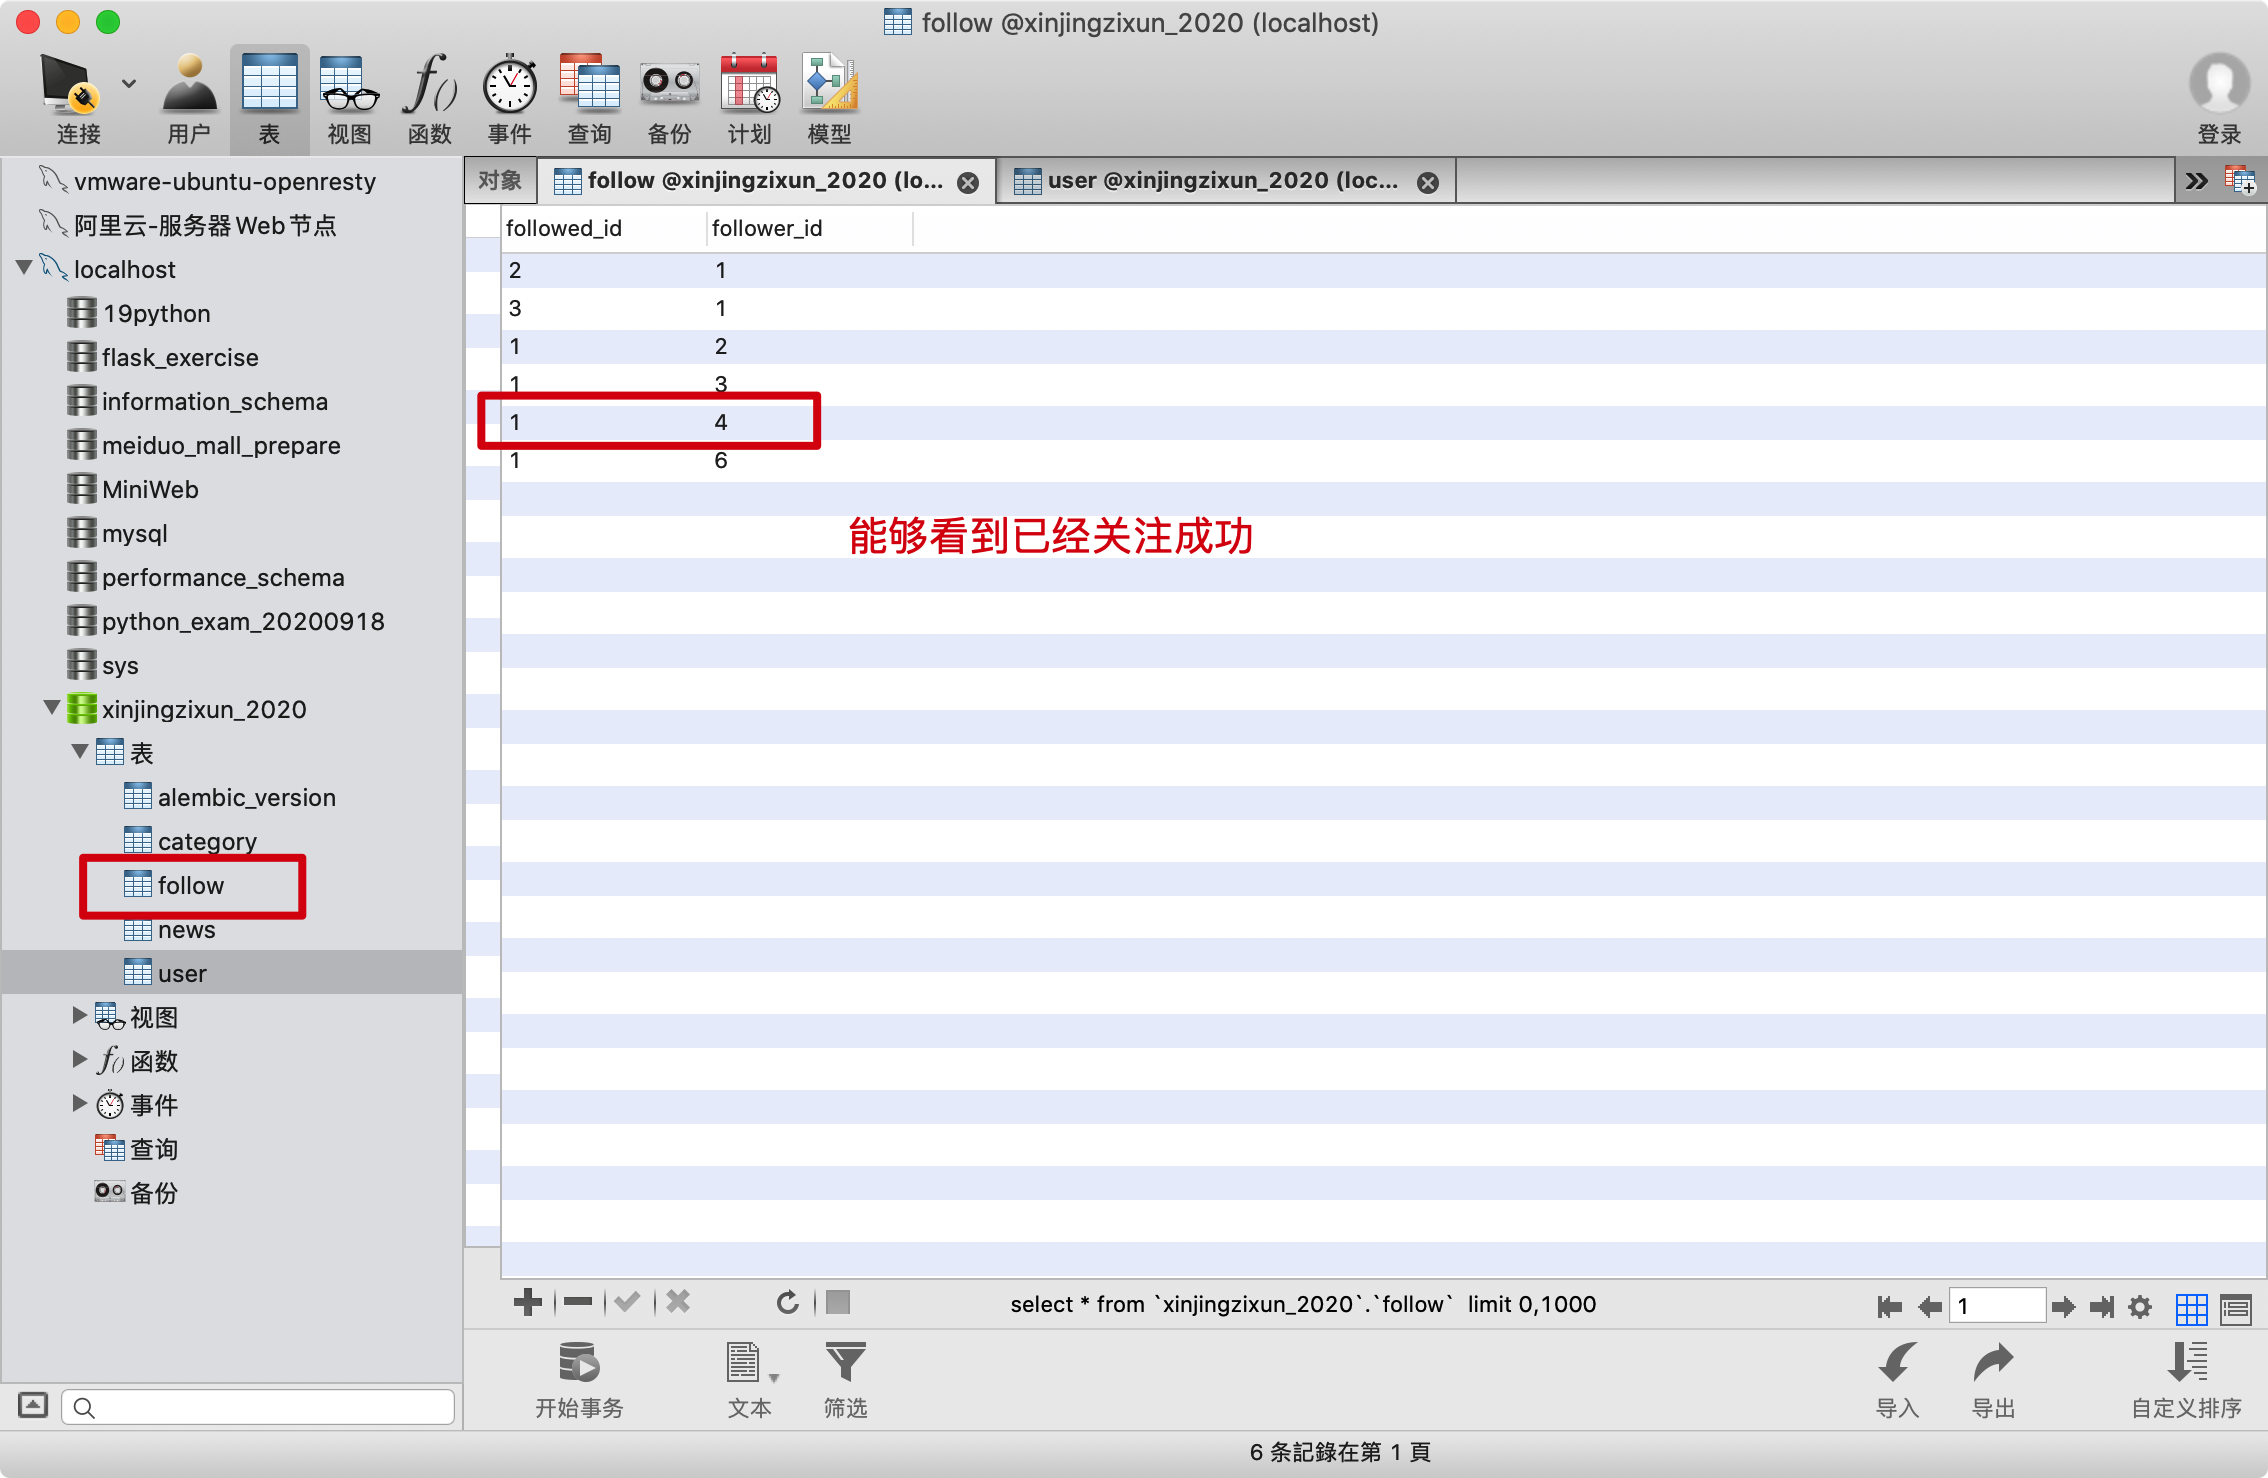 follow @xinjingzixun_2020 (localhost)
连接
用户
表
视图
函数
事件
查询
备份
计划
模型
登录
vmware-ubuntu-openresty
阿里云-服务器Web节点
localhost
19python
flask_exercise
information_schema
meiduo_mall_prepare
MiniWeb
mysql
performance_schema
python_exam_20200918
sys
xinjingzixun_2020
表
alembic_version
category
follow
news
user
视图
函数
事件
查询
备份
对象
follow @xinjingzixun_2020 (lo...
user @xinjingzixun_2020 (loc...
followed_id follower_id
2 1
3 1
1 2
1 3
1 4
1 6
能够看到已经关注成功
select * from `xinjingzixun_2020`.`follow` limit 0,1000
1
开始事务
文本
筛选
导入
导出
自定义排序
6 条記錄在第 1 頁